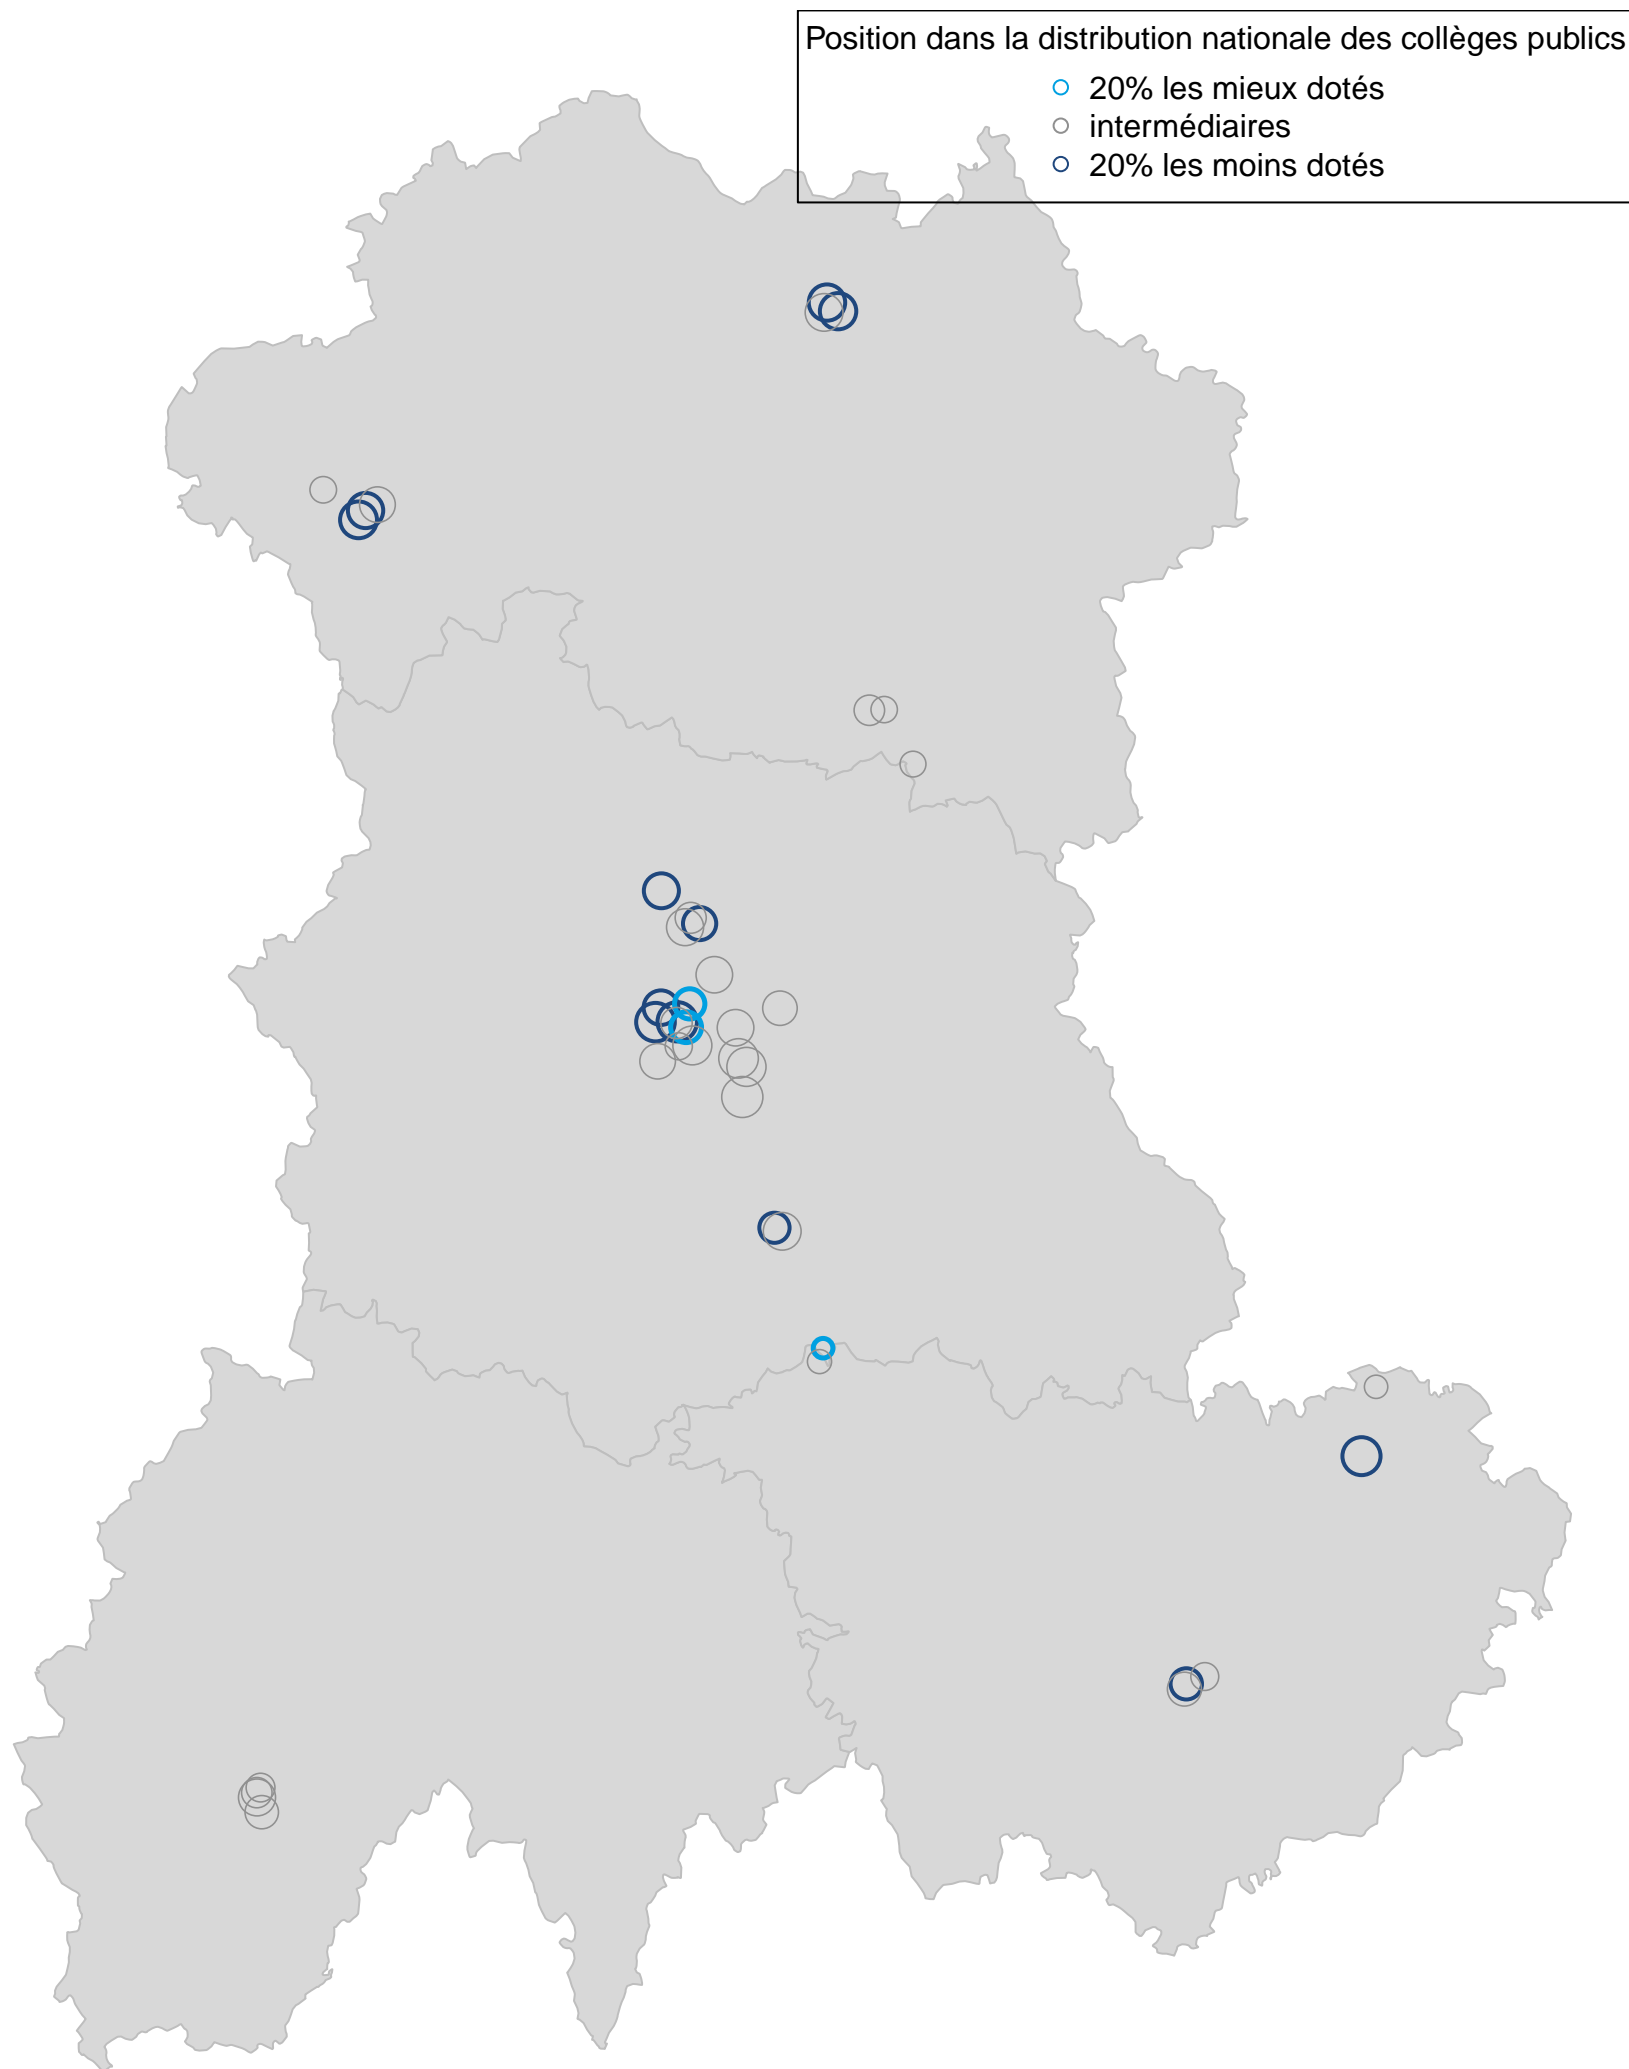 Position dans la distribution nationale des collèges publics
20% les mieux dotés
intermédiaires
20% les moins dotés